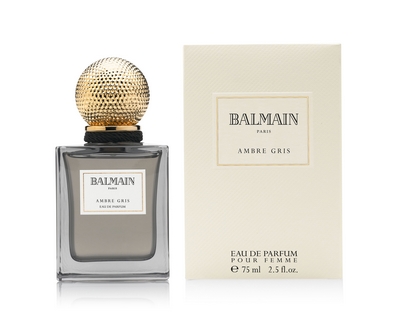 BALMAIN
PARIS
AMBRE GRIS
EAU DE PARFUM
BALMAIN
PARIS
AMBRE GRIS
EAU DE PARFUM
POUR FEMME
e 75 ml 2.5 fl.oz.